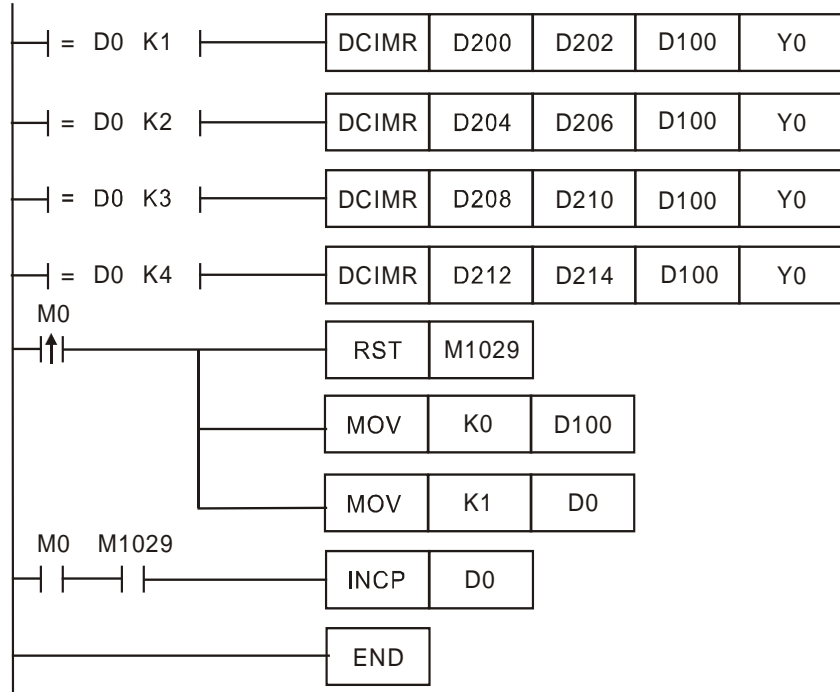 = D0 K1 DCIMR D200 D202 D100 Y0
= D0 K2 DCIMR D204 D206 D100 Y0
= D0 K3 DCIMR D208 D210 D100 Y0
= D0 K4 DCIMR D212 D214 D100 Y0
M0
RST M1029
MOV K0 D100
MOV K1 D0
M0 M1029
INCP D0
END